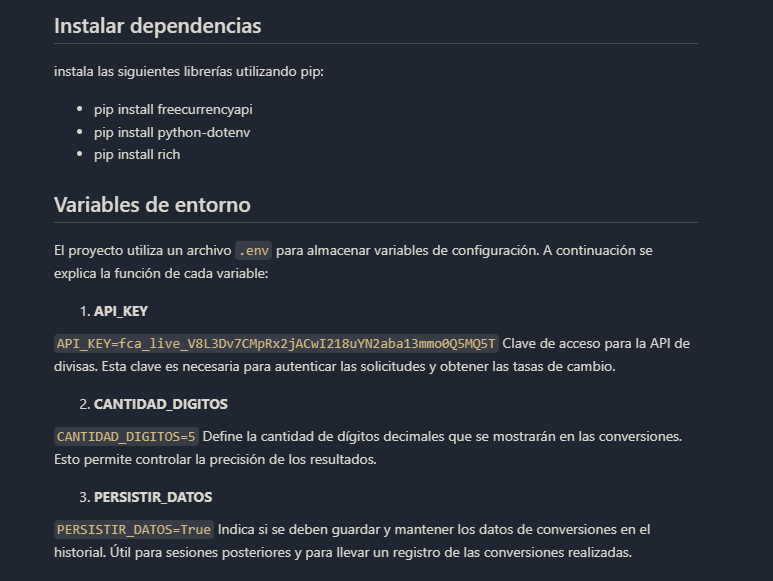 Instalar dependencias
instala las siguientes librerías utilizando pip:
• pip install freecurrencyapi
• pip install python-dotenv
• pip install rich
Variables de entorno
El proyecto utiliza un archivo .env para almacenar variables de configuración. A continuación se
explica la función de cada variable:
1. API_KEY
API_KEY=fca_live_V8L3Dv7CMpRx2jACwI218uYN2aba13mmo0Q5MQ5T Clave de acceso para la API de
divisas. Esta clave es necesaria para autenticar las solicitudes y obtener las tasas de cambio.
2. CANTIDAD_DIGITOS
CANTIDAD_DIGITOS=5 Define la cantidad de dígitos decimales que se mostrarán en las conversiones.
Esto permite controlar la precisión de los resultados.
3. PERSISTIR_DATOS
PERSISTIR_DATOS=True Indica si se deben guardar y mantener los datos de conversiones en el
historial. Útil para sesiones posteriores y para llevar un registro de las conversiones realizadas.